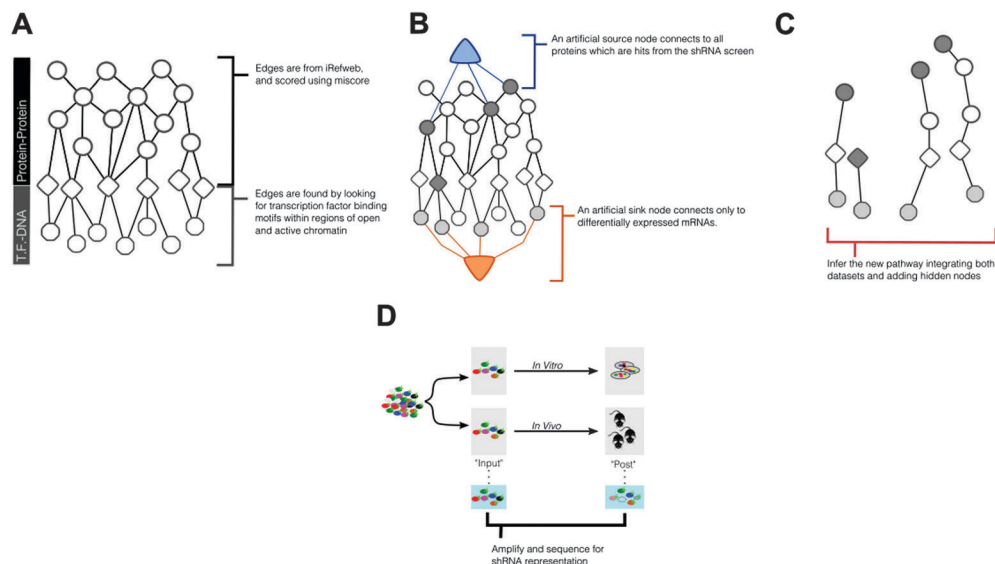 A
B
C
Protein-Protein
T.F.-DNA
Edges are from iRefweb,
and scored using miscore
Edges are found by looking
for transcription factor binding
motifs within regions of open
and active chromatin
An artificial source node connects to all
proteins which are hits from the shRNA screen
An artificial sink node connects only to
differentially expressed mRNAs.
Infer the new pathway integrating both
datasets and adding hidden nodes
D
In Vitro
In Vivo
"Input"
"Post"
Amplify and sequence for
shRNA representation